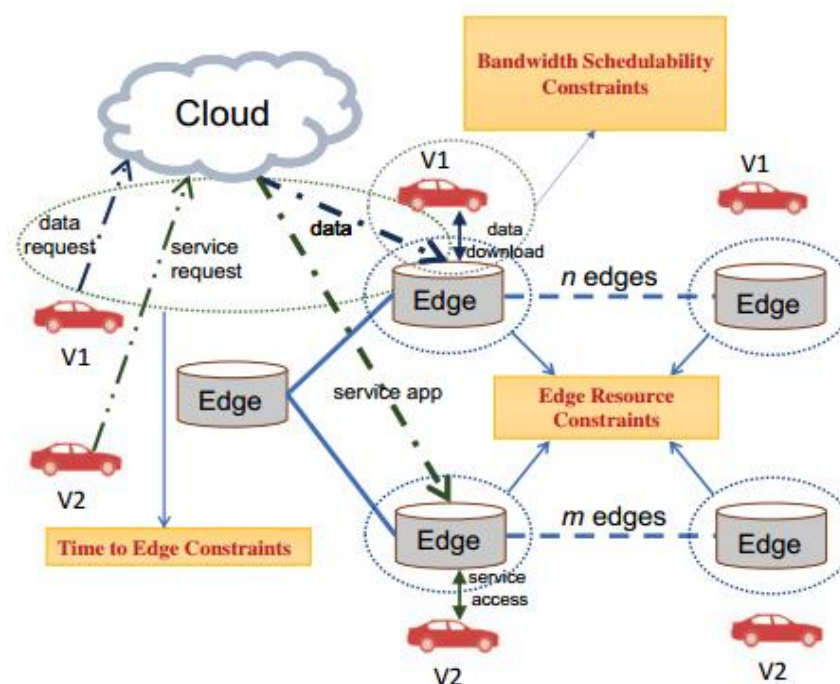 Bandwidth Schedulability
Constraints
Cloud
V1
V1
data
request
service
request
data
data
download
Edge
n edges
Edge
V1
Edge
service app
Edge Resource
Constraints
V2
Time to Edge Constraints
Edge
m edges
Edge
service
access
V2
V2